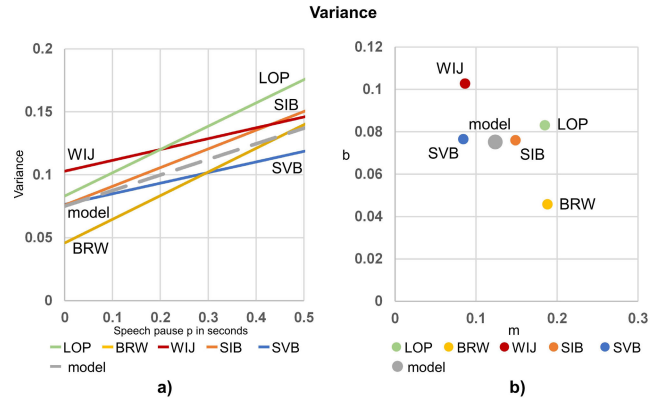 Variance
0.2
0.15
0.1
0.05
0
Variance
LOP
SIB
WIJ
SVB
model
BRW
0 0.1 0.2 0.3 0.4 0.5
Speech pause p in seconds
LOP BRW WIJ SIB SVB
model
a)
0.12
0.1
0.08
0.06
0.04
0.02
0
b
WIJ
model
LOP
SVB
SIB
BRW
0 0.1 0.2 0.3
m
LOP BRW WIJ SIB SVB
model
b)